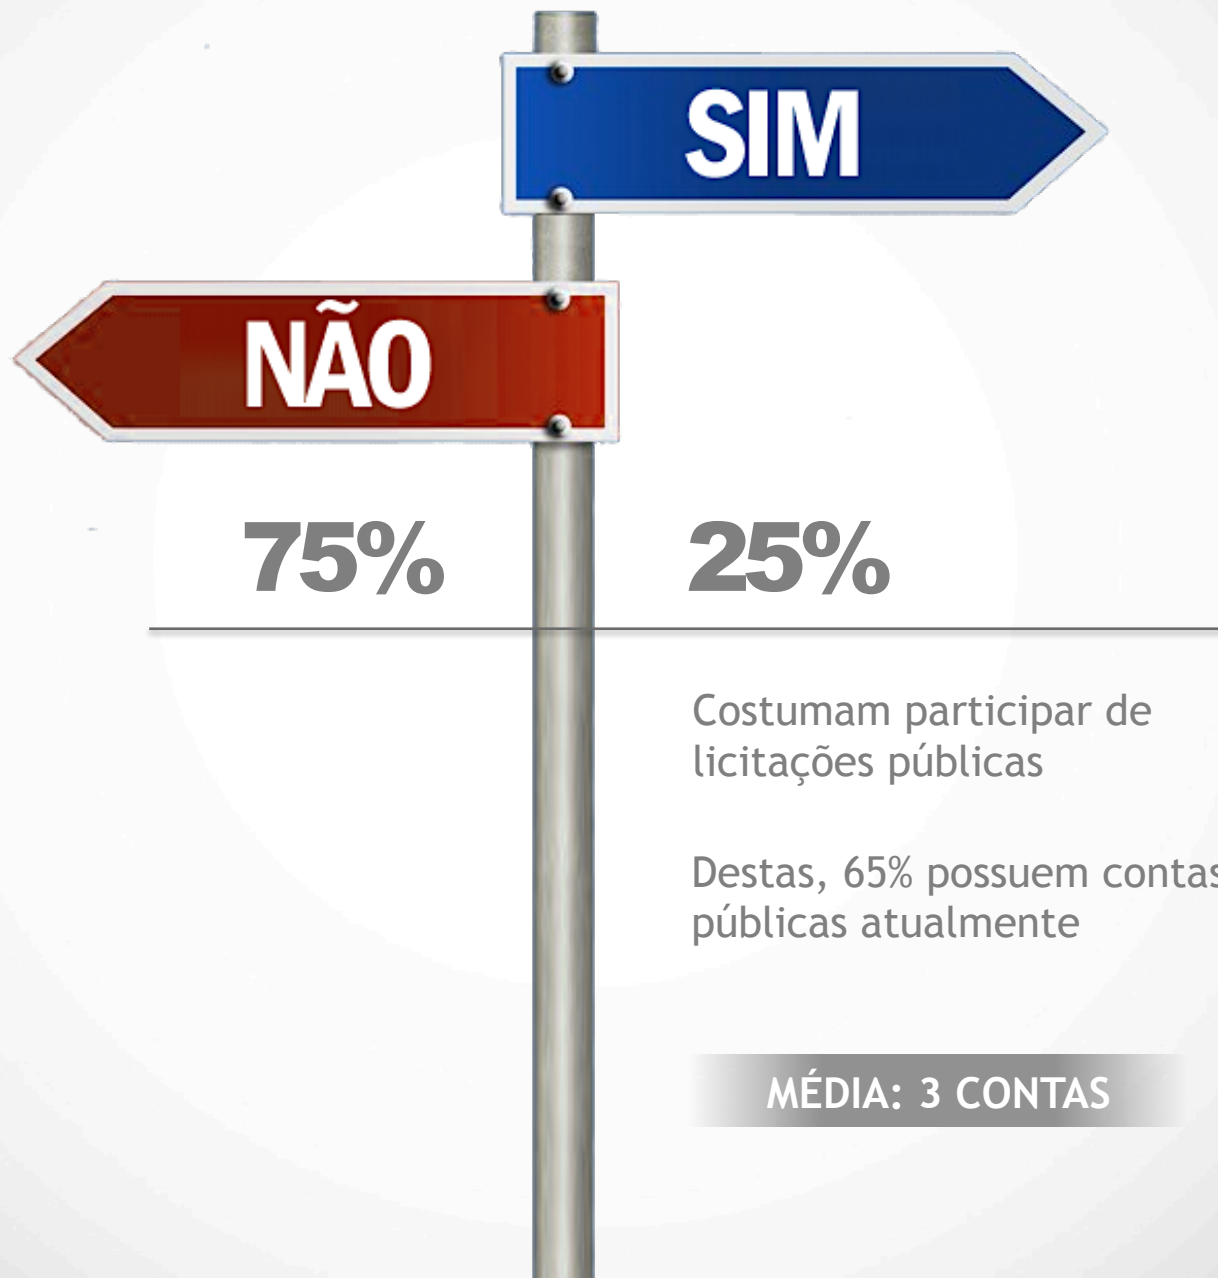 SIM
NÃO
75%
25%
Costumam participar de
licitações públicas
Destas, 65% possuem contas
públicas atualmente
MÉDIA: 3 CONTAS